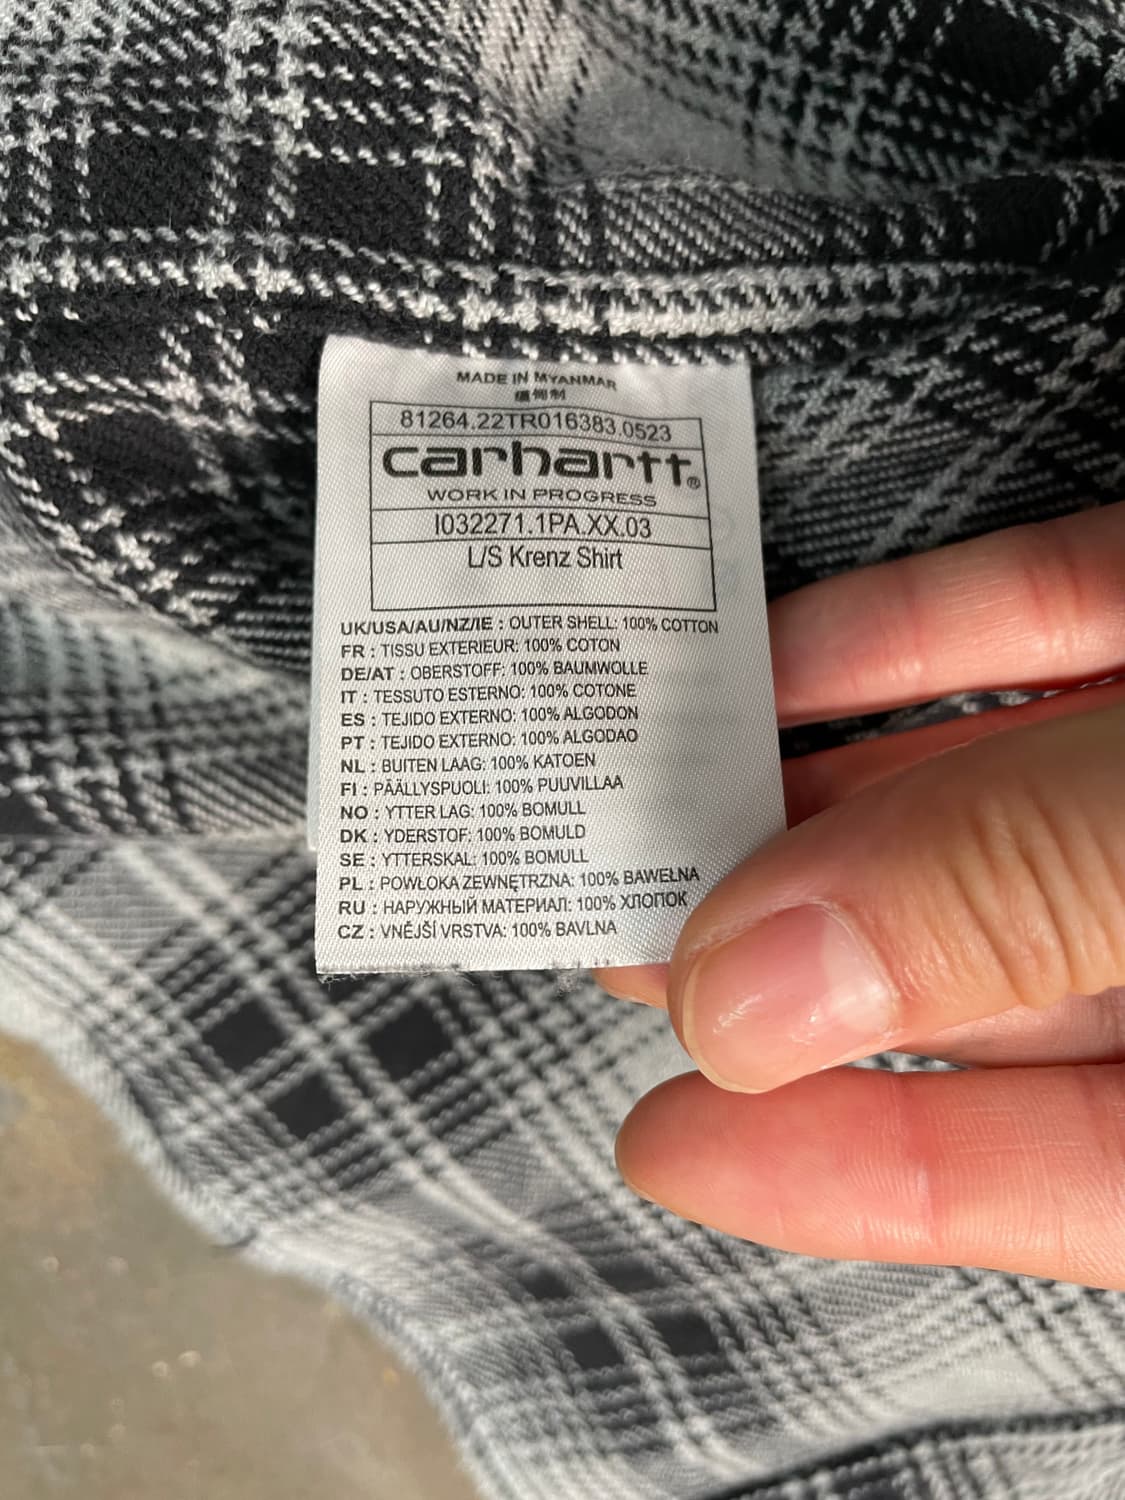 MADE IN MYANMAR
缅甸制
81264.22TR016383.0523
carhartt®
WORK IN PROGRESS
I032271.1PA.XX.03
L/S Krenz Shirt
UK/USA/AU/NZ/IE : OUTER SHELL: 100% COTTON
FR : TISSU EXTERIEUR: 100% COTON
DE/AT : OBERSTOFF: 100% BAUMWOLLE
IT : TESSUTO ESTERNO: 100% COTONE
ES : TEJIDO EXTERNO: 100% ALGODON
PT : TEJIDO EXTERNO: 100% ALGODAO
NL : BUITEN LAAG: 100% KATOEN
FI : PÄÄLLYSPUOLI: 100% PUUVILLAA
NO : YTTER LAG: 100% BOMULL
DK : YDERSTOF: 100% BOMULD
SE : YTTERSKAL: 100% BOMULL
PL : POWŁOKA ZEWNĘTRZNA: 100% BAWEŁNA
RU : НАРУЖНЫЙ МАТЕРИАЛ: 100% ХЛОПОК
CZ : VNĚJŠÍ VRSTVA: 100% BAVLNA